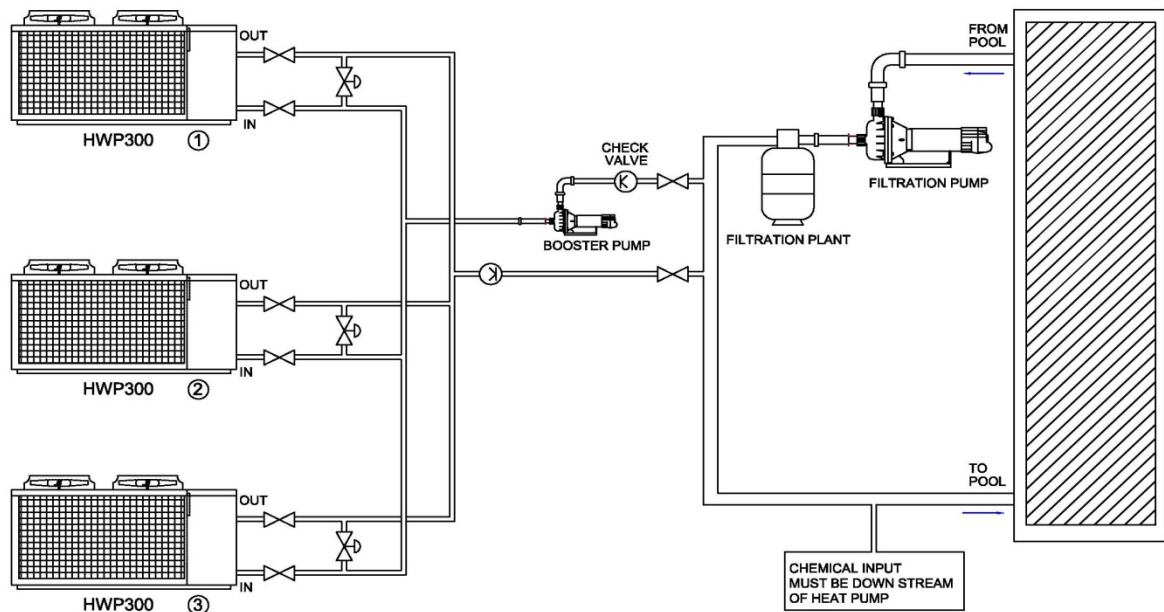 OUT
IN
HWP300
①
OUT
IN
HWP300
②
OUT
IN
HWP300
③
CHECK
VALVE
BOOSTER PUMP
FILTRATION PLANT
FILTRATION PUMP
FROM
POOL
TO
POOL
CHEMICAL INPUT
MUST BE DOWN STREAM
OF HEAT PUMP